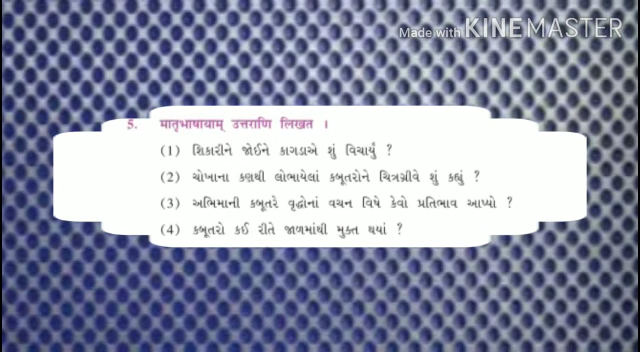 Made with KINEMASTER
5. मातृभाषायाम् उत्तराणि लिखत ।
(1) શિકારીને જોઈને કાગડાએ શું વિચાર્યું ?
(2) ચોખાના કણથી લોભાયેલાં કબૂતરોને ચિત્રગ્રીવે શું કહ્યું ?
(3) અભિમાની કબૂતરે વૃદ્ધોનાં વચન વિષે કેવો પ્રતિભાવ આપ્યો ?
(4) કબૂતરો કઈ રીતે જાળમાંથી મુક્ત થયાં ?